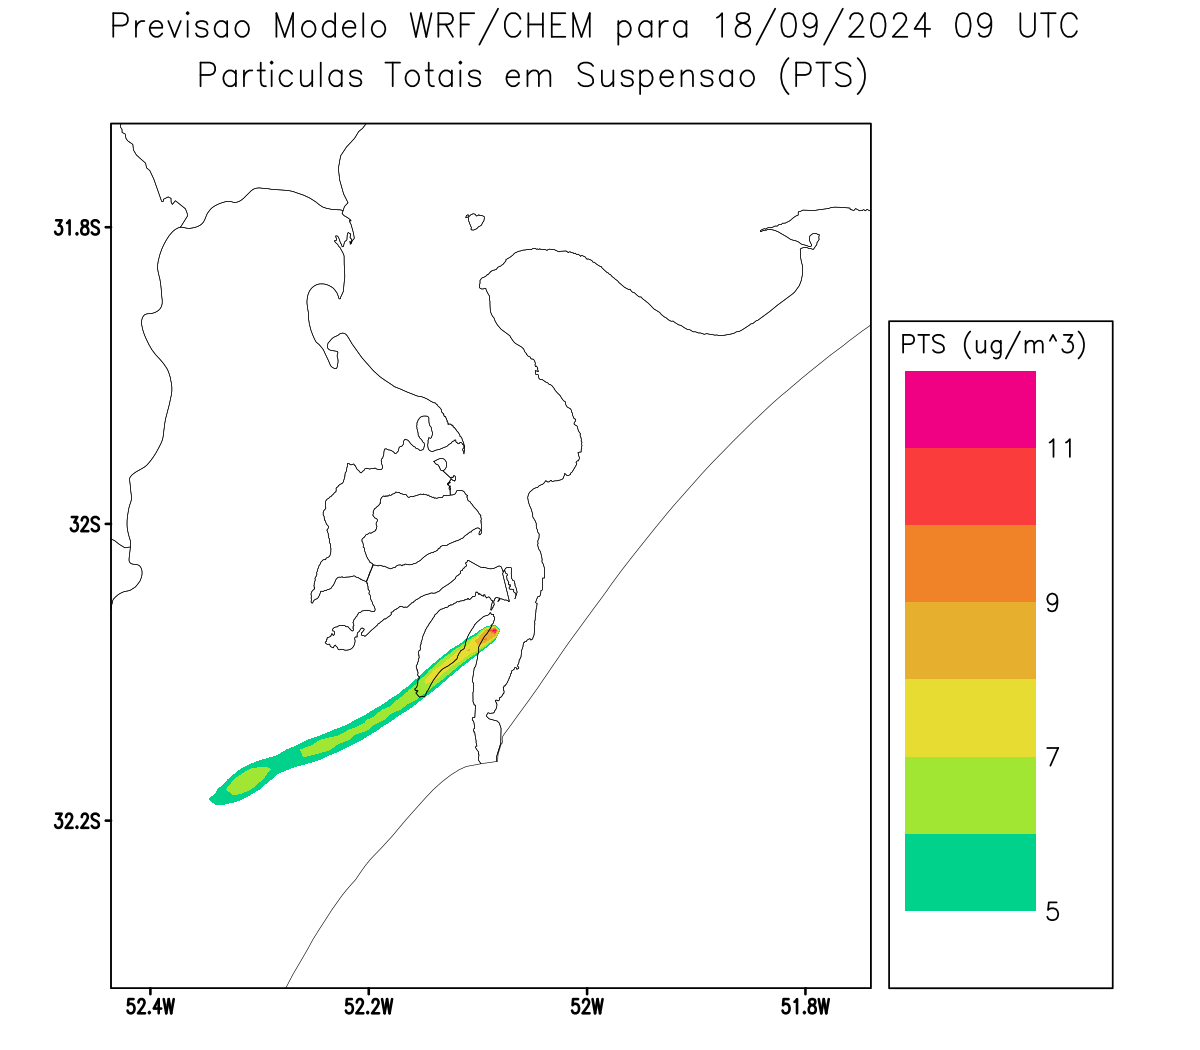 Previsao Modelo WRF/CHEM para 18/09/2024 09 UTC
Particulas Totais em Suspensao (PTS)
31.8S
32S
32.2S
52.4W 52.2W 52W 51.8W
PTS (ug/m^3)
11
9
7
5